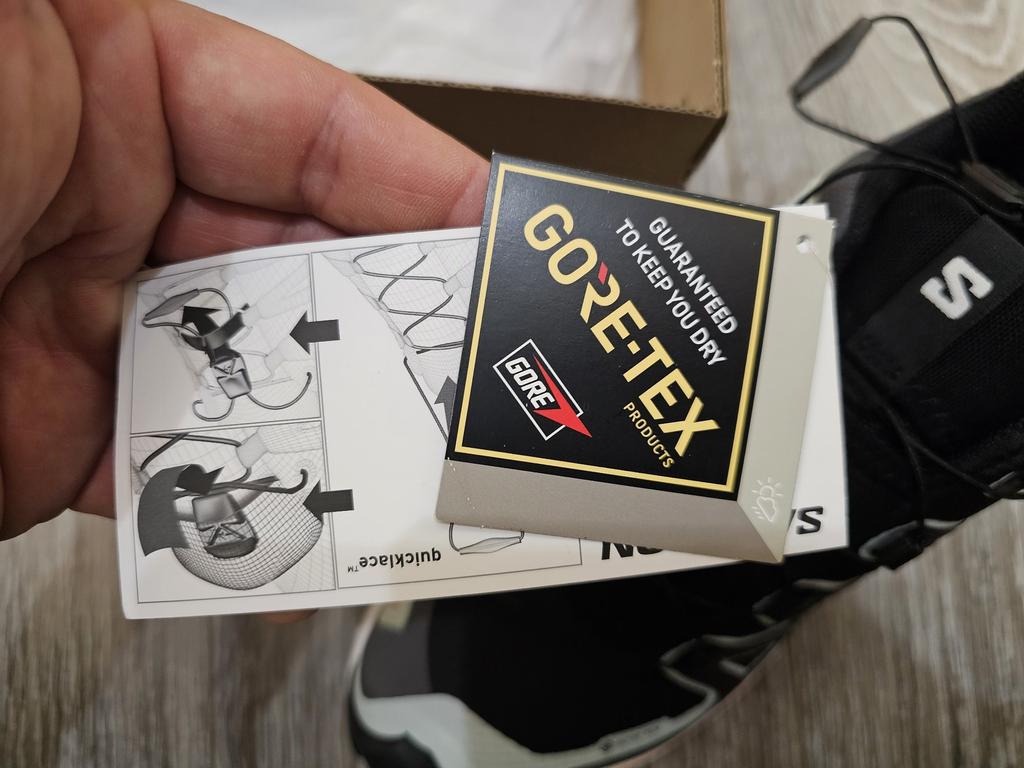 GUARANTEED
TO KEEP YOU DRY
GORE-TEX
PRODUCTS
GORE
quicklace™
S